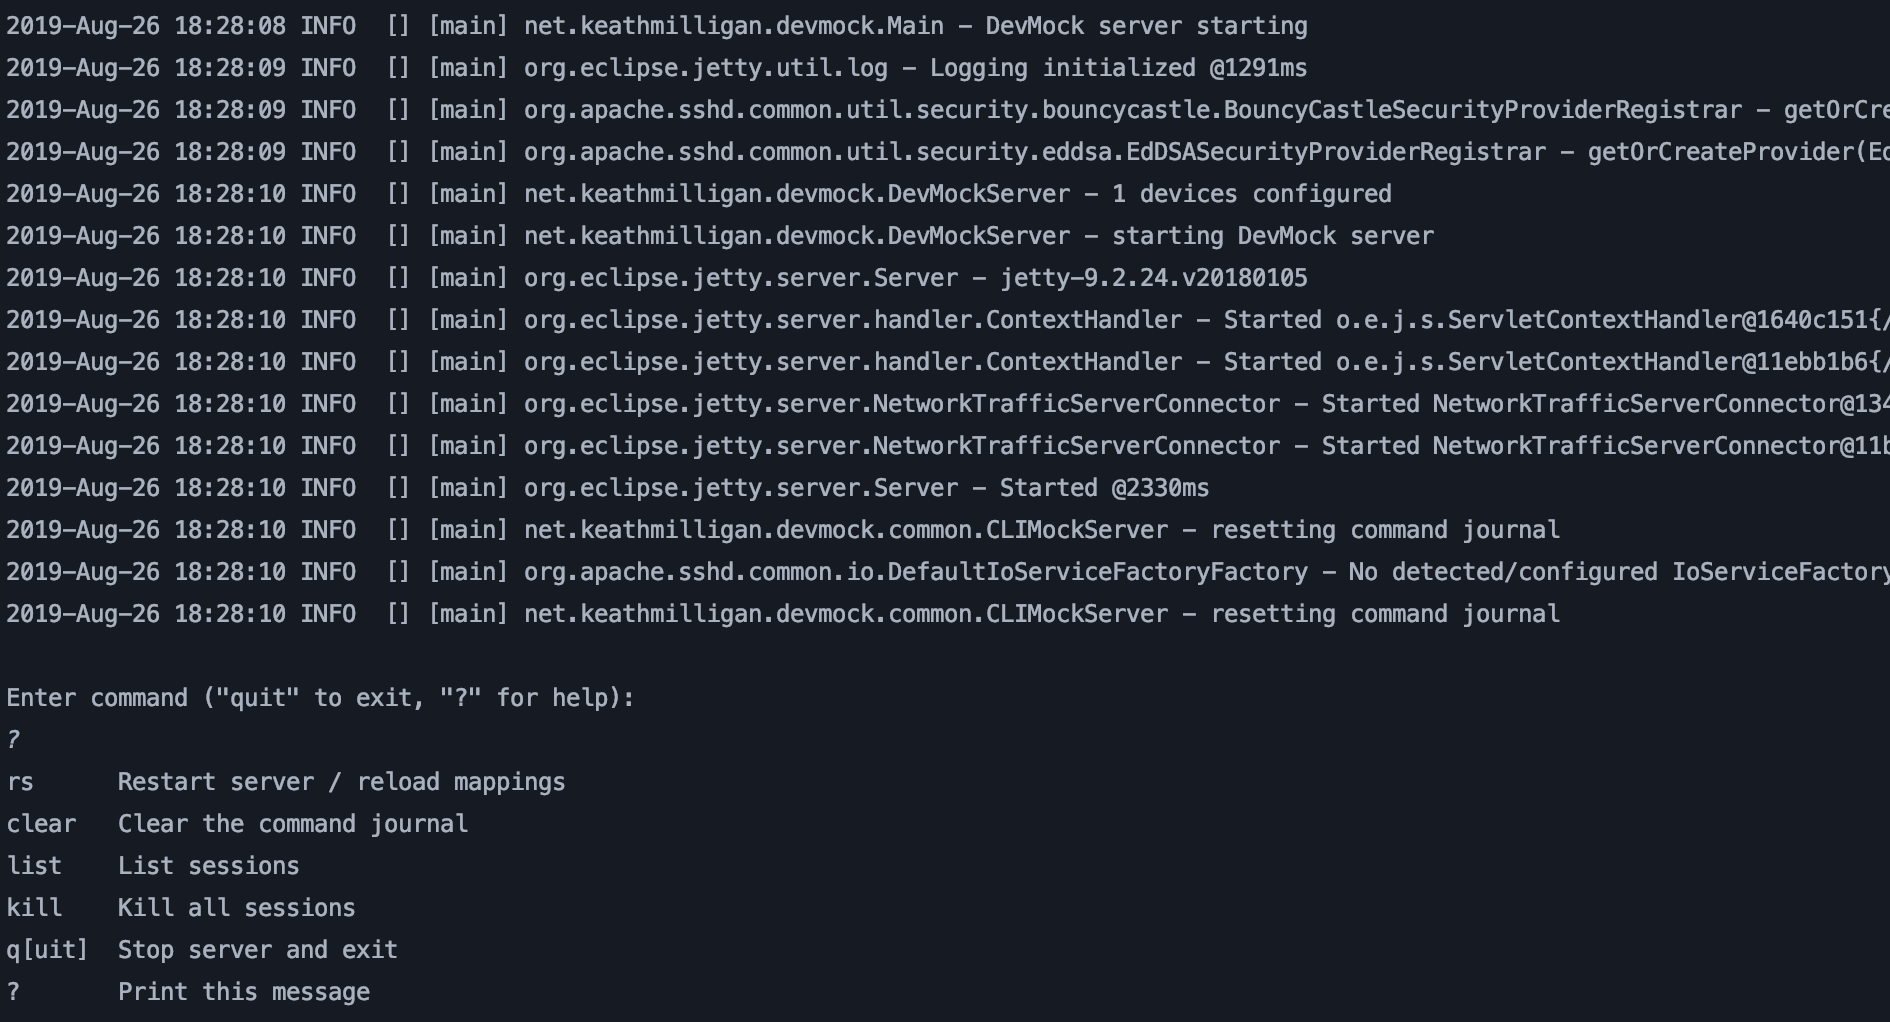 2019-Aug-26 18:28:08 INFO  [] [main] net.keathmilligan.devmock.Main - DevMock server starting
2019-Aug-26 18:28:09 INFO  [] [main] org.eclipse.jetty.util.log - Logging initialized @1291ms
2019-Aug-26 18:28:09 INFO  [] [main] org.apache.sshd.common.util.security.bouncycastle.BouncyCastleSecurityProviderRegistrar - getOrCre
2019-Aug-26 18:28:09 INFO  [] [main] org.apache.sshd.common.util.security.eddsa.EdDSASecurityProviderRegistrar - getOrCreateProvider(Ed
2019-Aug-26 18:28:10 INFO  [] [main] net.keathmilligan.devmock.DevMockServer - 1 devices configured
2019-Aug-26 18:28:10 INFO  [] [main] net.keathmilligan.devmock.DevMockServer - starting DevMock server
2019-Aug-26 18:28:10 INFO  [] [main] org.eclipse.jetty.server.Server - jetty-9.2.24.v20180105
2019-Aug-26 18:28:10 INFO  [] [main] org.eclipse.jetty.server.handler.ContextHandler - Started o.e.j.s.ServletContextHandler@1640c151{/
2019-Aug-26 18:28:10 INFO  [] [main] org.eclipse.jetty.server.handler.ContextHandler - Started o.e.j.s.ServletContextHandler@11ebb1b6{/
2019-Aug-26 18:28:10 INFO  [] [main] org.eclipse.jetty.server.NetworkTrafficServerConnector - Started NetworkTrafficServerConnector@134
2019-Aug-26 18:28:10 INFO  [] [main] org.eclipse.jetty.server.NetworkTrafficServerConnector - Started NetworkTrafficServerConnector@11b
2019-Aug-26 18:28:10 INFO  [] [main] org.eclipse.jetty.server.Server - Started @2330ms
2019-Aug-26 18:28:10 INFO  [] [main] net.keathmilligan.devmock.common.CLIMockServer - resetting command journal
2019-Aug-26 18:28:10 INFO  [] [main] org.apache.sshd.common.io.DefaultIoServiceFactoryFactory - No detected/configured IoServiceFactory
2019-Aug-26 18:28:10 INFO  [] [main] net.keathmilligan.devmock.common.CLIMockServer - resetting command journal
Enter command ("quit" to exit, "?" for help):
?
rs      Restart server / reload mappings
clear   Clear the command journal
list    List sessions
kill    Kill all sessions
q[uit]  Stop server and exit
?       Print this message